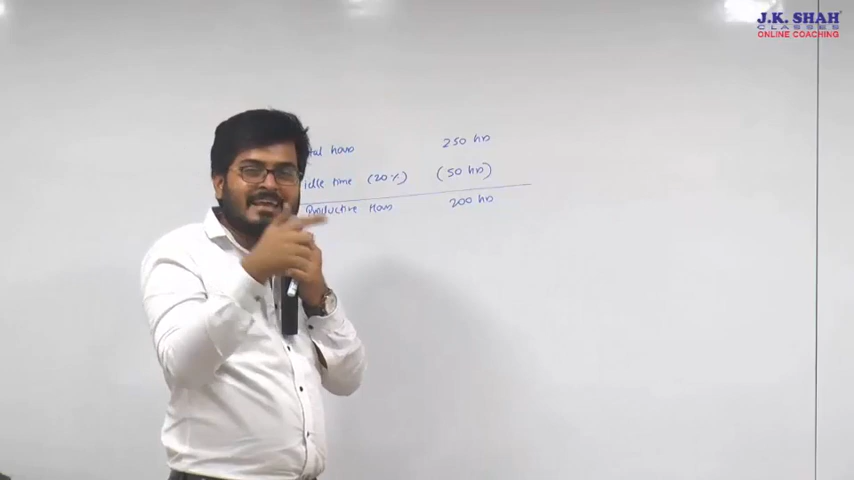 J.K. SHAH
CLASSES
ONLINE COACHING
tal hours 250 hrs
idle time (20%) (50 hrs)
Productive Hours 200 hrs